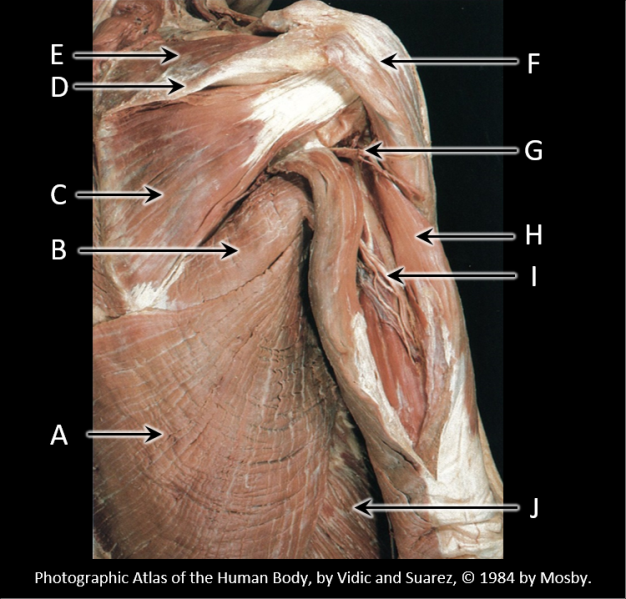 E
D
C
B
A
F
G
H
I
J
Photographic Atlas of the Human Body, by Vidic and Suarez, © 1984 by Mosby.